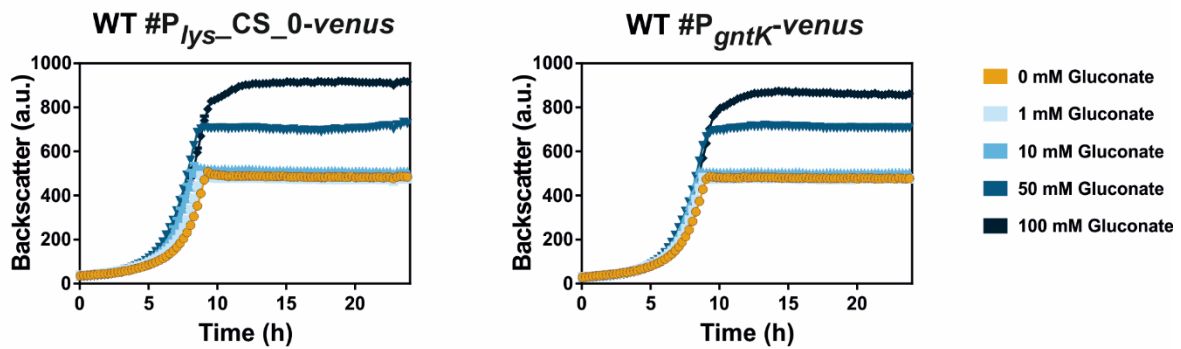 WT #Plys_CS_0-venus
WT #PgntK-venus
Backscatter (a.u.)
1000
800
600
400
200
0
0 5 10 15 20
Time (h)
Backscatter (a.u.)
1000
800
600
400
200
0
0 5 10 15 20
Time (h)
0 mM Gluconate
1 mM Gluconate
10 mM Gluconate
50 mM Gluconate
100 mM Gluconate